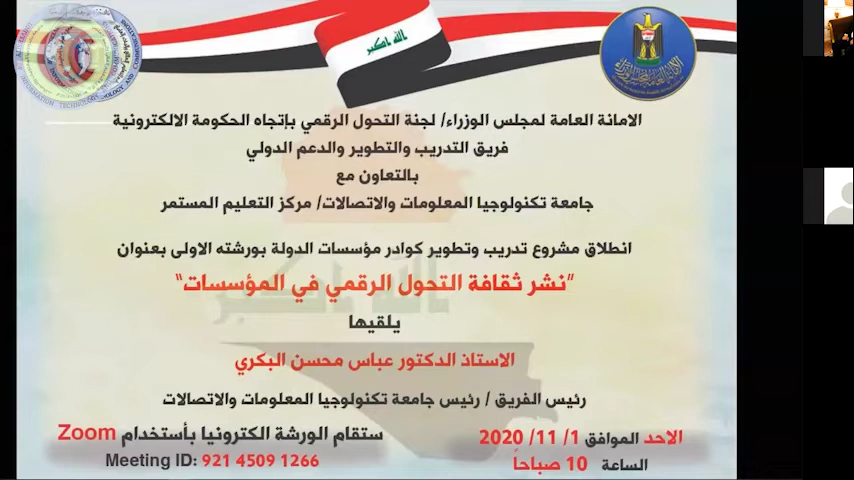 الله اكبر
الامانة العامة لمجلس الوزراء/ لجنة التحول الرقمي بإتجاه الحكومة الالكترونية
فريق التدريب والتطوير والدعم الدولي
بالتعاون مع
جامعة تكنولوجيا المعلومات والاتصالات/ مركز التعليم المستمر
انطلاق مشروع تدريب وتطوير كوادر مؤسسات الدولة بورشته الاولى بعنوان
"نشر ثقافة التحول الرقمي في المؤسسات"
يلقيها
الاستاذ الدكتور عباس محسن البكري
رئيس الفريق / رئيس جامعة تكنولوجيا المعلومات والاتصالات
الاحد الموافق 1/ 11/ 2020
الساعة 10 صباحاً
ستقام الورشة الكترونيا بأستخدام Zoom
Meeting ID: 921 4509 1266